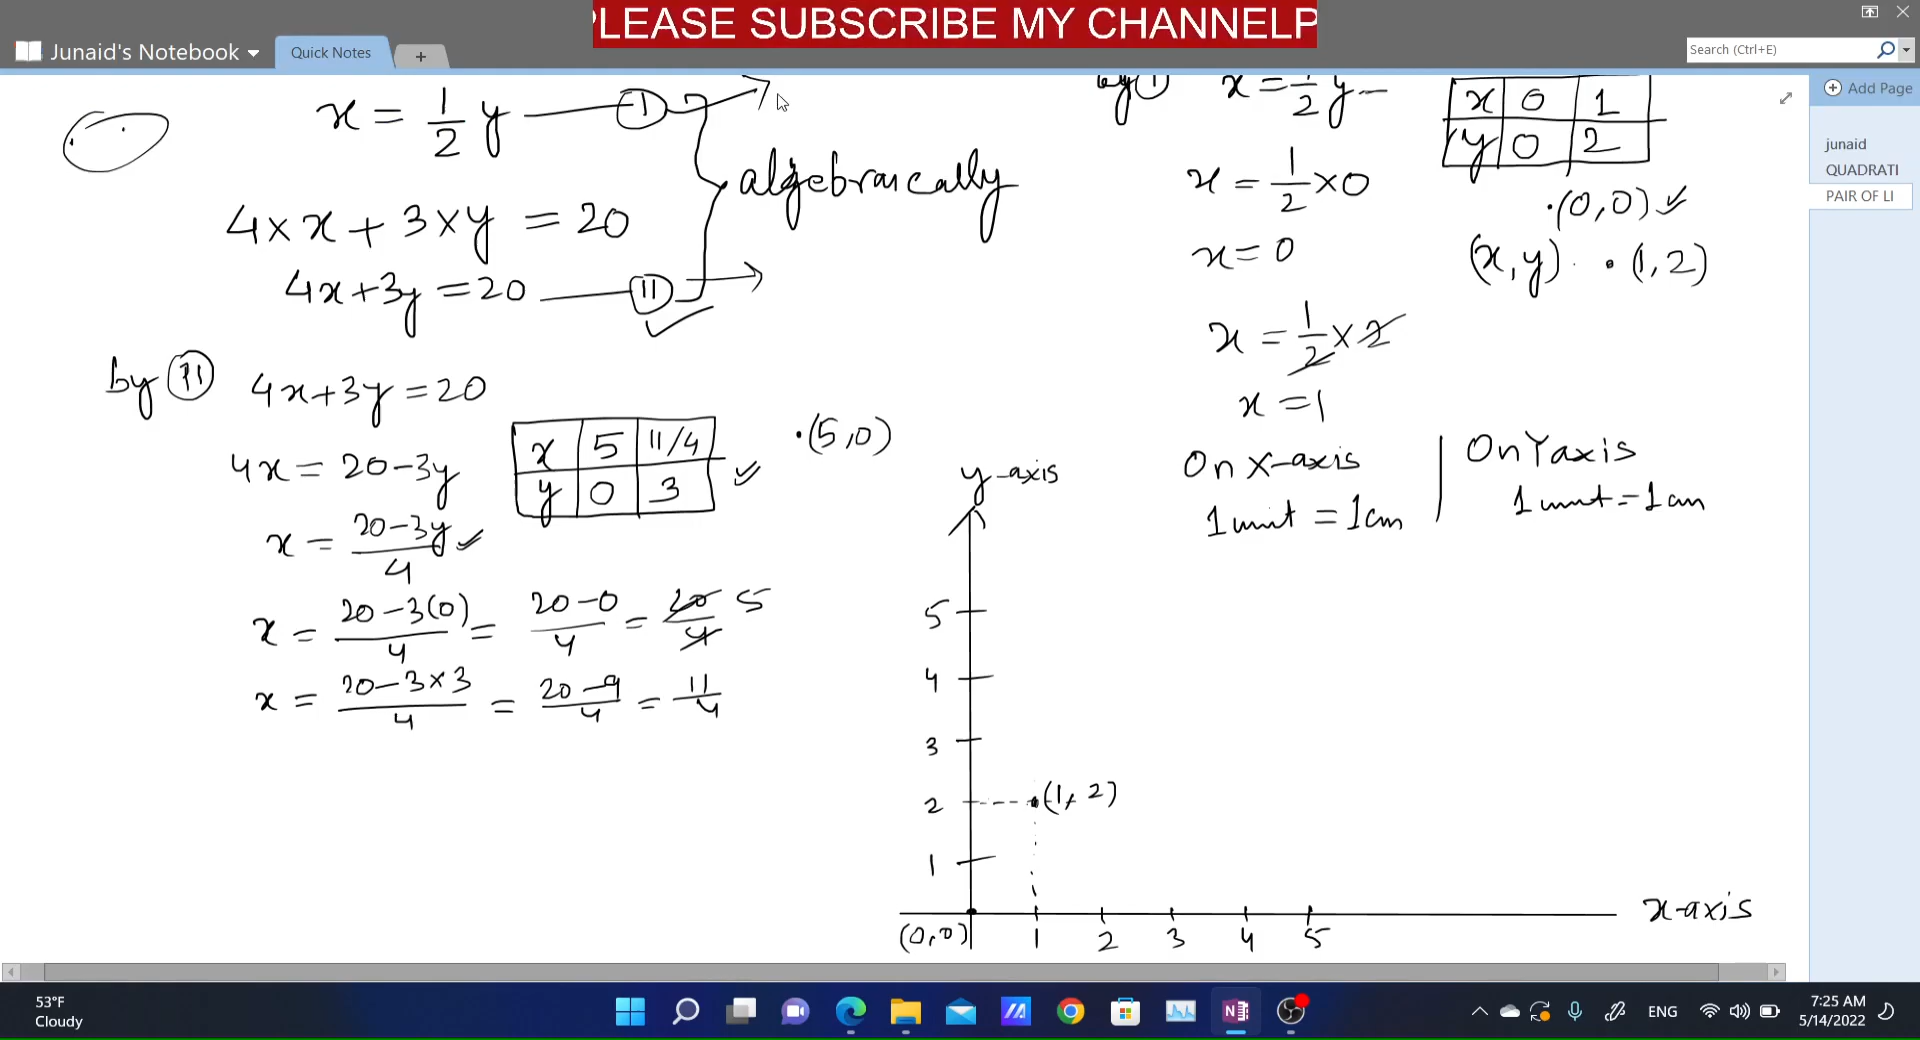 PLEASE SUBSCRIBE MY CHANNELP
Junaid's Notebook
Quick Notes
+
Search (Ctrl+E)
Add Page
junaid
QUADRATI
PAIR OF LI
x = 1/2 y — I
4×x + 3×y = 20
4x+3y = 20 — II
algebraically
by II 4x+3y = 20
4x = 20-3y
x = 20-3y/4
x = 20-3(0)/4 = 20-0/4 = 20/4 5
x = 20-3×3/4 = 20-9/4 = 11/4
x 5 11/4
y 0 3
·(5,0)
by I x = 1/2 y
x = 1/2 ×0
x = 0
x = 1/2 ×2
x = 1
x 0 1
y 0 2
·(0,0)
(x,y) · (1,2)
On X-axis
1 unit = 1cm
On Y axis
1 unit = 1cm
y-axis
5
4
3
2 (1, 2)
1
(0,0) 1 2 3 4 5
x-axis
53°F
Cloudy
ENG
7:25 AM
5/14/2022